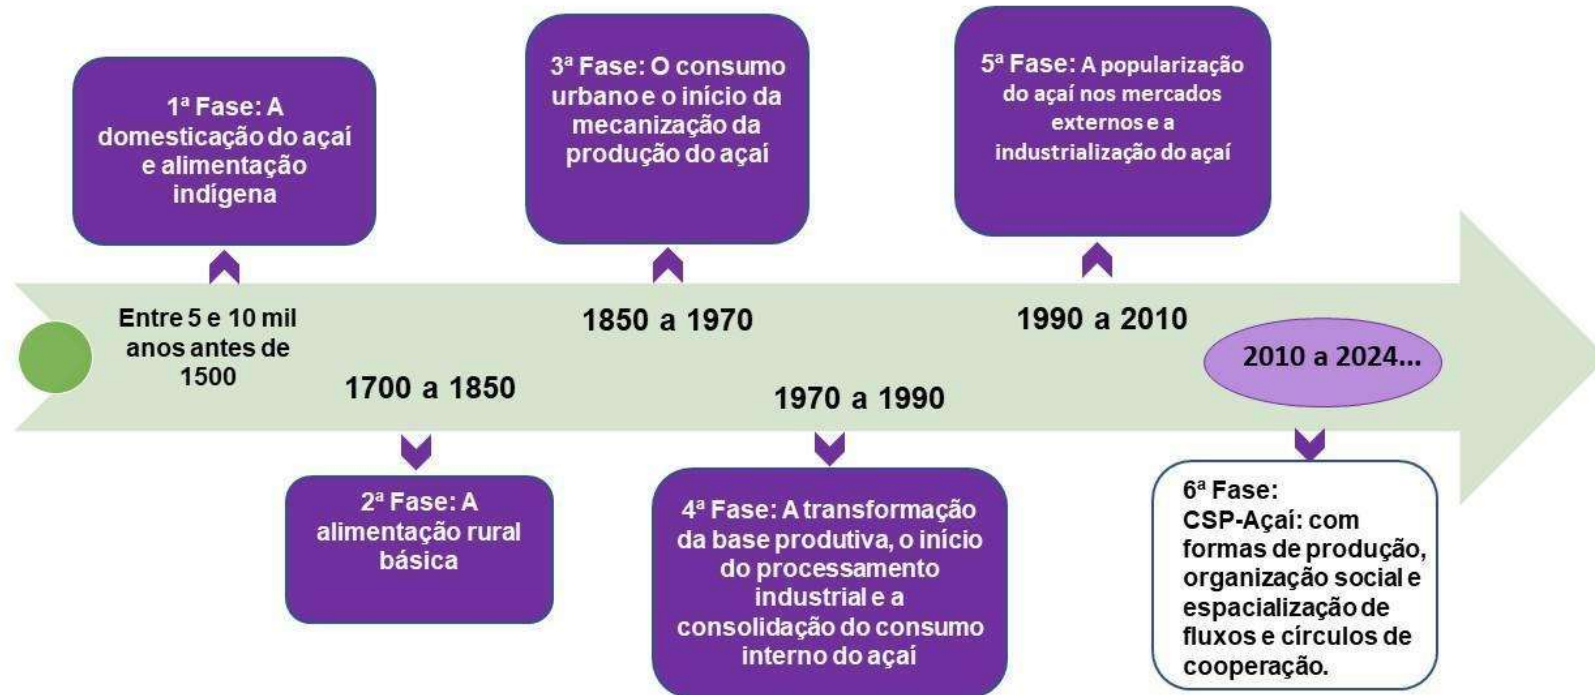 1ª Fase: A
domesticação do açaí
e alimentação
indígena
3ª Fase: O consumo
urbano e o início da
mecanização da
produção do açaí
5ª Fase: A popularização
do açaí nos mercados
externos e a
industrialização do açaí
Entre 5 e 10 mil
anos antes de
1500
1700 a 1850
1850 a 1970
1970 a 1990
1990 a 2010
2010 a 2024...
2ª Fase: A
alimentação rural
básica
4ª Fase: A transformação
da base produtiva, o início
do processamento
industrial e a
consolidação do consumo
interno do açaí
6ª Fase:
CSP-Açaí: com
formas de produção,
organização social e
espacialização de
fluxos e círculos de
cooperação.